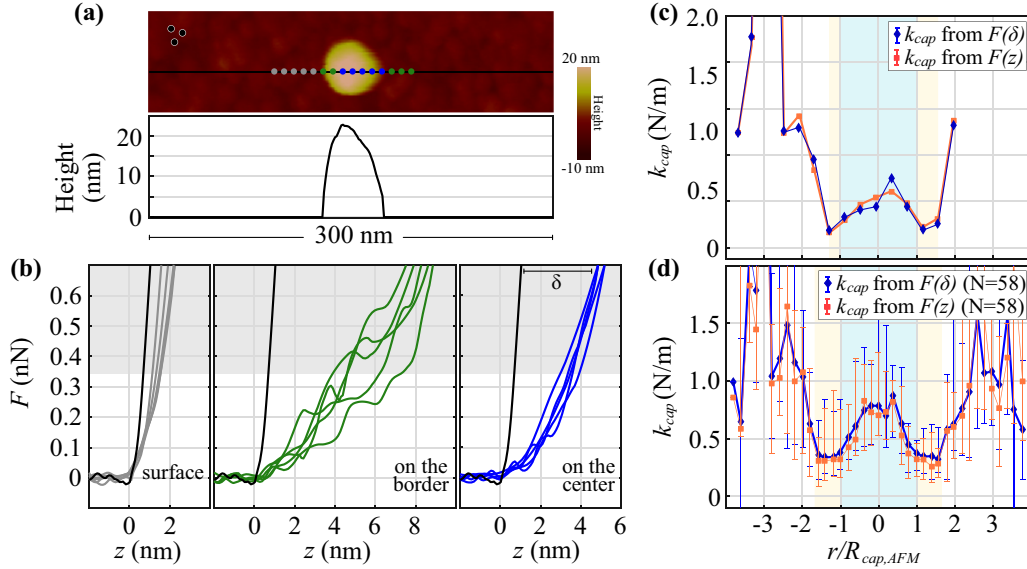 (a)
20 nm
Height
-10 nm
Height
(nm)
20
10
0
300 nm
(b)
F (nN)
0.6
0.5
0.4
0.3
0.2
0.1
0
surface
on the
border
δ
on the
center
0 2
0 2 4 6 8
0 2 4 6
z (nm)
z (nm)
z (nm)
(c)
k_cap from F(δ)
k_cap from F(z)
k_cap (N/m)
2.0
1.5
1.0
0.5
0
(d)
k_cap from F(δ) (N=58)
k_cap from F(z) (N=58)
k_cap (N/m)
1.5
1.0
0.5
0
-3 -2 -1 0 1 2 3
r/R_cap,AFM